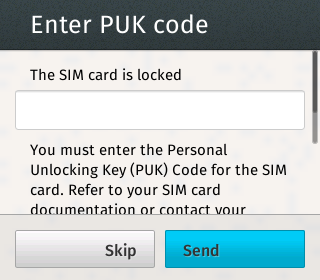 Enter PUK code
The SIM card is locked
You must enter the Personal
Unlocking Key (PUK) Code for the SIM
card. Refer to your SIM card
documentation or contact your
Skip
Send